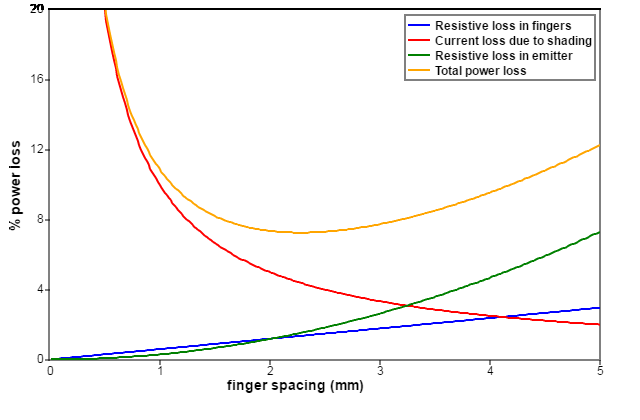 20
Resistive loss in fingers
Current loss due to shading
Resistive loss in emitter
Total power loss
16
12
8
4
0
% power loss
0 1 2 3 4 5
finger spacing (mm)